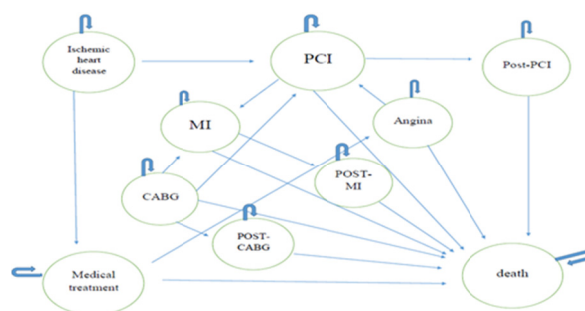 Ischemic
heart
disease
PCI
Post-PCI
MI
Angina
CABG
POST-
MI
POST-
CABG
Medical
treatment
death